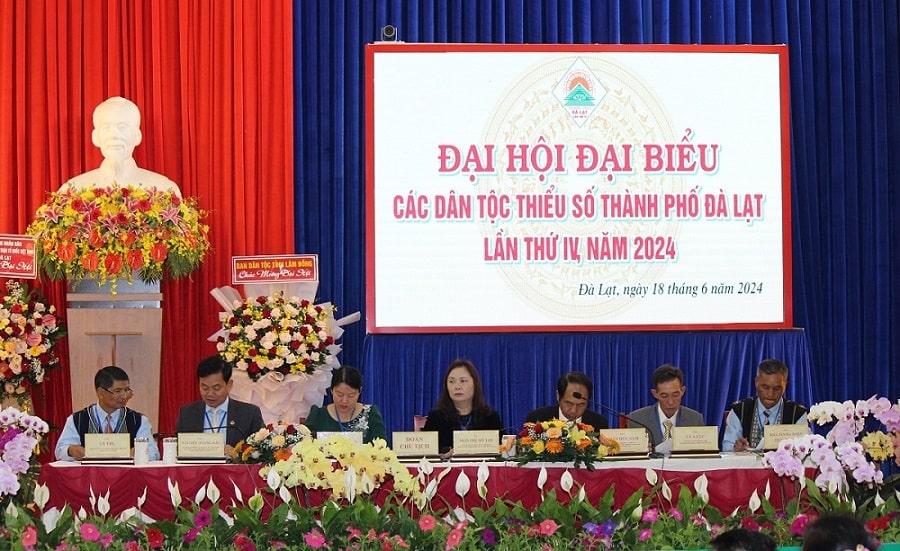 ĐÀ LẠT
ĐẠI HỘI ĐẠI BIỂU
CÁC DÂN TỘC THIỂU SỐ THÀNH PHỐ ĐÀ LẠT
LẦN THỨ IV, NĂM 2024
Đà Lạt, ngày 18 tháng 6 năm 2024
BAN DÂN TỘC TỈNH LÂM ĐỒNG
Chúc Mừng Đại Hội
ĐOÀN
CHỦ TỊCH